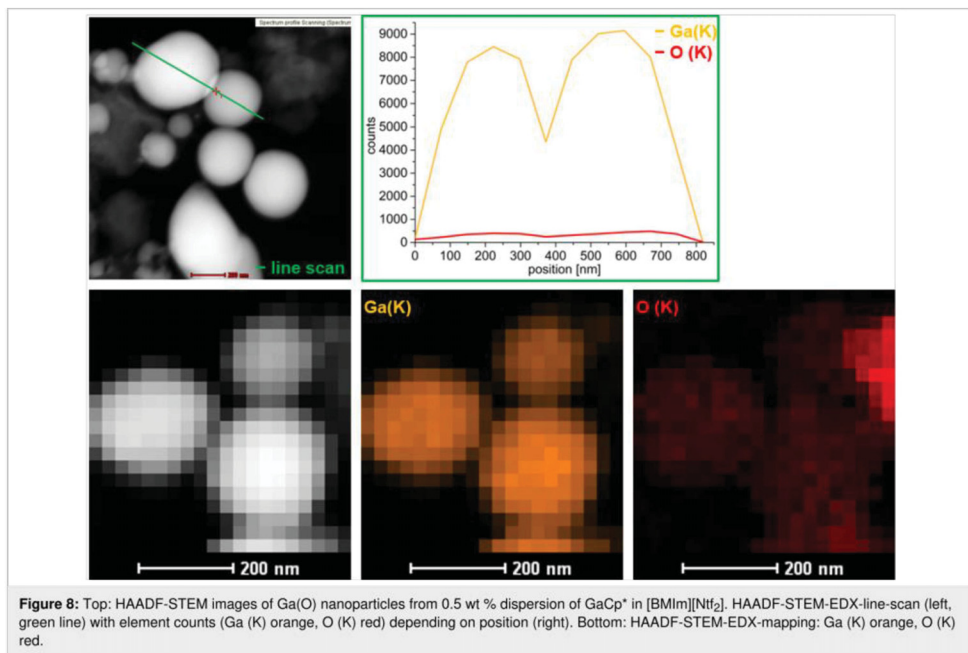 Spectrum profile Scanning (Spectrum
line scan
200 nm
Ga(K)
O (K)
9000
8000
7000
6000
5000
4000
3000
2000
1000
0
counts
0 100 200 300 400 500 600 700 800
position [nm]
Ga(K)
O (K)
200 nm
200 nm
200 nm
Figure 8: Top: HAADF-STEM images of Ga(O) nanoparticles from 0.5 wt % dispersion of GaCp* in [BMIm][Ntf₂]. HAADF-STEM-EDX-line-scan (left,
green line) with element counts (Ga (K) orange, O (K) red) depending on position (right). Bottom: HAADF-STEM-EDX-mapping: Ga (K) orange, O (K)
red.